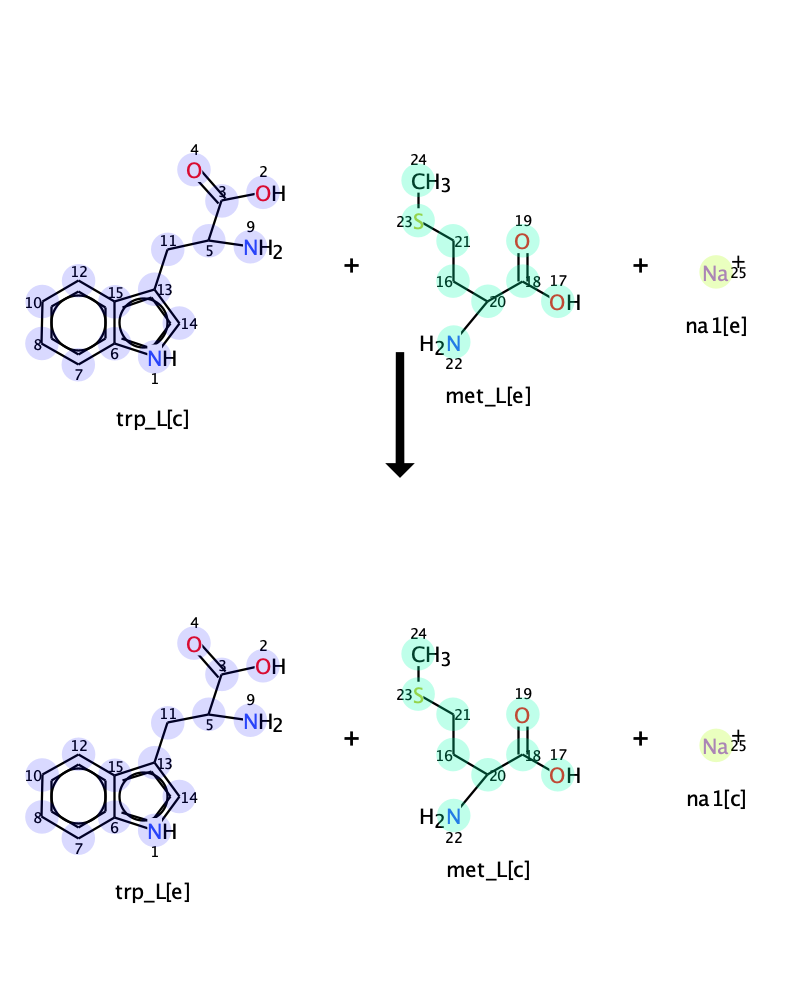 4
O
3
2
OH
9
NH2
11
5
12
10
15
13
14
8
6
NH
7
1
trp_L[c]
+
24
CH3
23 S
21
19
O
16
18
17
OH
20
H2N
22
met_L[e]
+
Na +
25
na1[e]
4
O
3
2
OH
9
NH2
11
5
12
10
15
13
14
8
6
NH
7
1
trp_L[e]
+
24
CH3
23 S
21
19
O
16
18
17
OH
20
H2N
22
met_L[c]
+
Na +
25
na1[c]